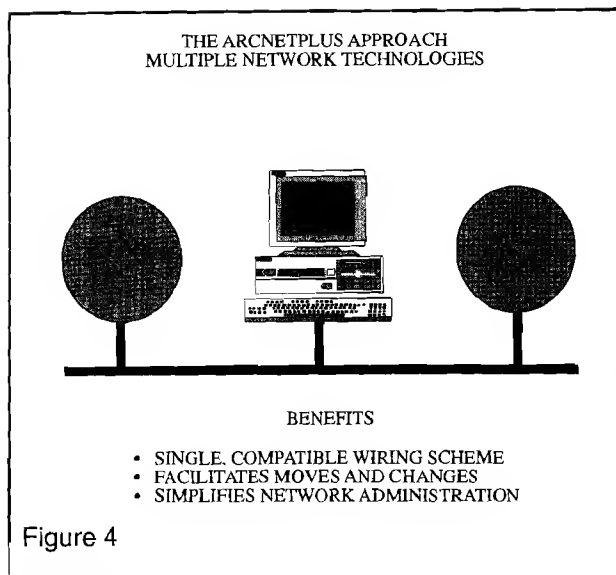 THE ARCNETPLUS APPROACH
MULTIPLE NETWORK TECHNOLOGIES
BENEFITS
• SINGLE, COMPATIBLE WIRING SCHEME
• FACILITATES MOVES AND CHANGES
• SIMPLIFIES NETWORK ADMINISTRATION
Figure 4